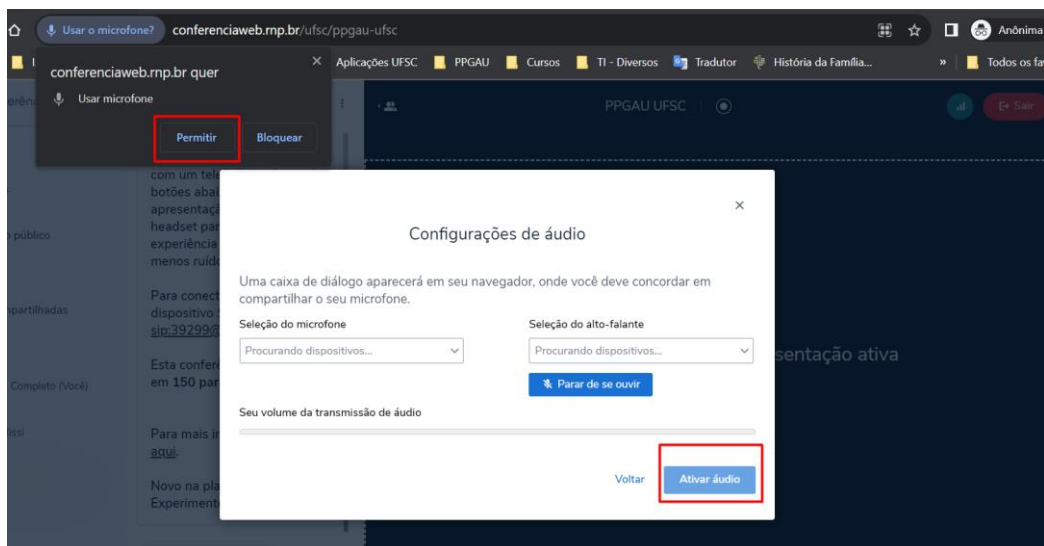 Usar o microfone?
conferenciaweb.rnp.br/ufsc/ppgau-ufsc
Anônima
Aplicações UFSC
PPGAU
Cursos
TI - Diversos
Tradutor
História da Família...
»
Todos os fa
conferenciaweb.rnp.br quer
Usar microfone
Permitir
Bloquear
PPGAU UFSC
Sair
com um tele
botões abai
apresentaçã
headset par
experiência
menos ruído
público
Para conect
dispositivo
sip:39299@
mpartilhadas
Esta confer
em 150 par
Completo (Você)
Para mais in
aqui.
Novo na pla
Experiment
sentação ativa
Configurações de áudio
Uma caixa de diálogo aparecerá em seu navegador, onde você deve concordar em
compartilhar o seu microfone.
Seleção do microfone
Procurando dispositivos...
Seleção do alto-falante
Procurando dispositivos...
Parar de se ouvir
Seu volume da transmissão de áudio
Voltar
Ativar áudio